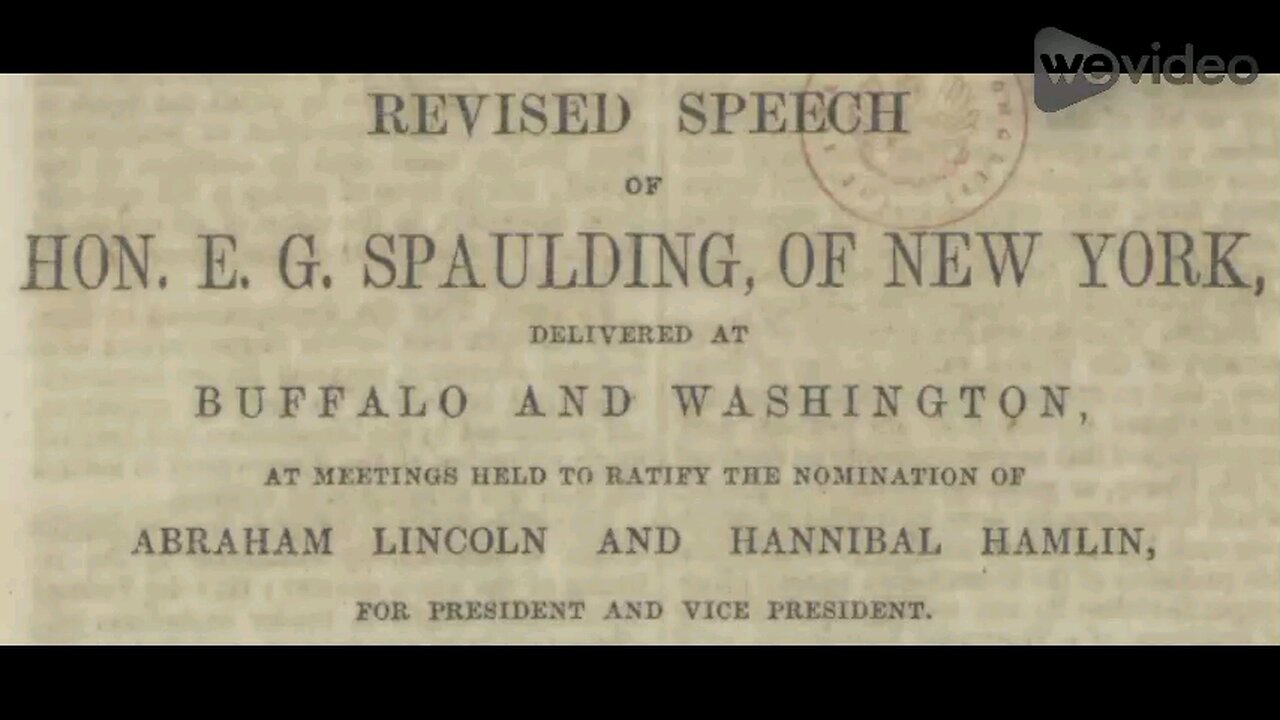 wevideo
REVISED SPEECH
OF
HON. E. G. SPAULDING, OF NEW YORK,
DELIVERED AT
BUFFALO AND WASHINGTON,
AT MEETINGS HELD TO RATIFY THE NOMINATION OF
ABRAHAM LINCOLN AND HANNIBAL HAMLIN,
FOR PRESIDENT AND VICE PRESIDENT.